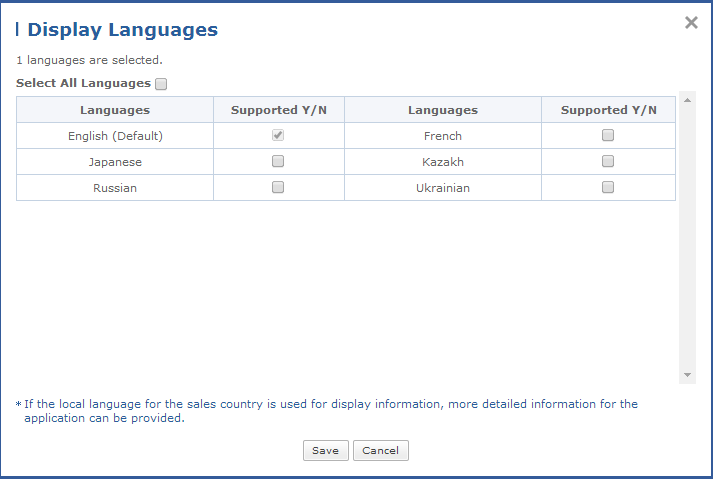 Display Languages
1 languages are selected.
Select All Languages
Languages Supported Y/N Languages Supported Y/N
English (Default) French
Japanese Kazakh
Russian Ukrainian
* If the local language for the sales country is used for display information, more detailed information for the
application can be provided.
Save Cancel